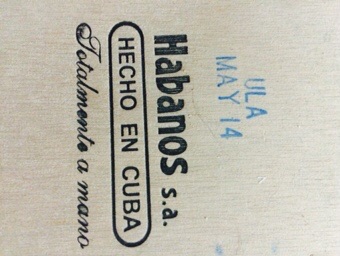 ULA
MAY 14
Habanos s.a.
HECHO EN CUBA
Totalmente a mano